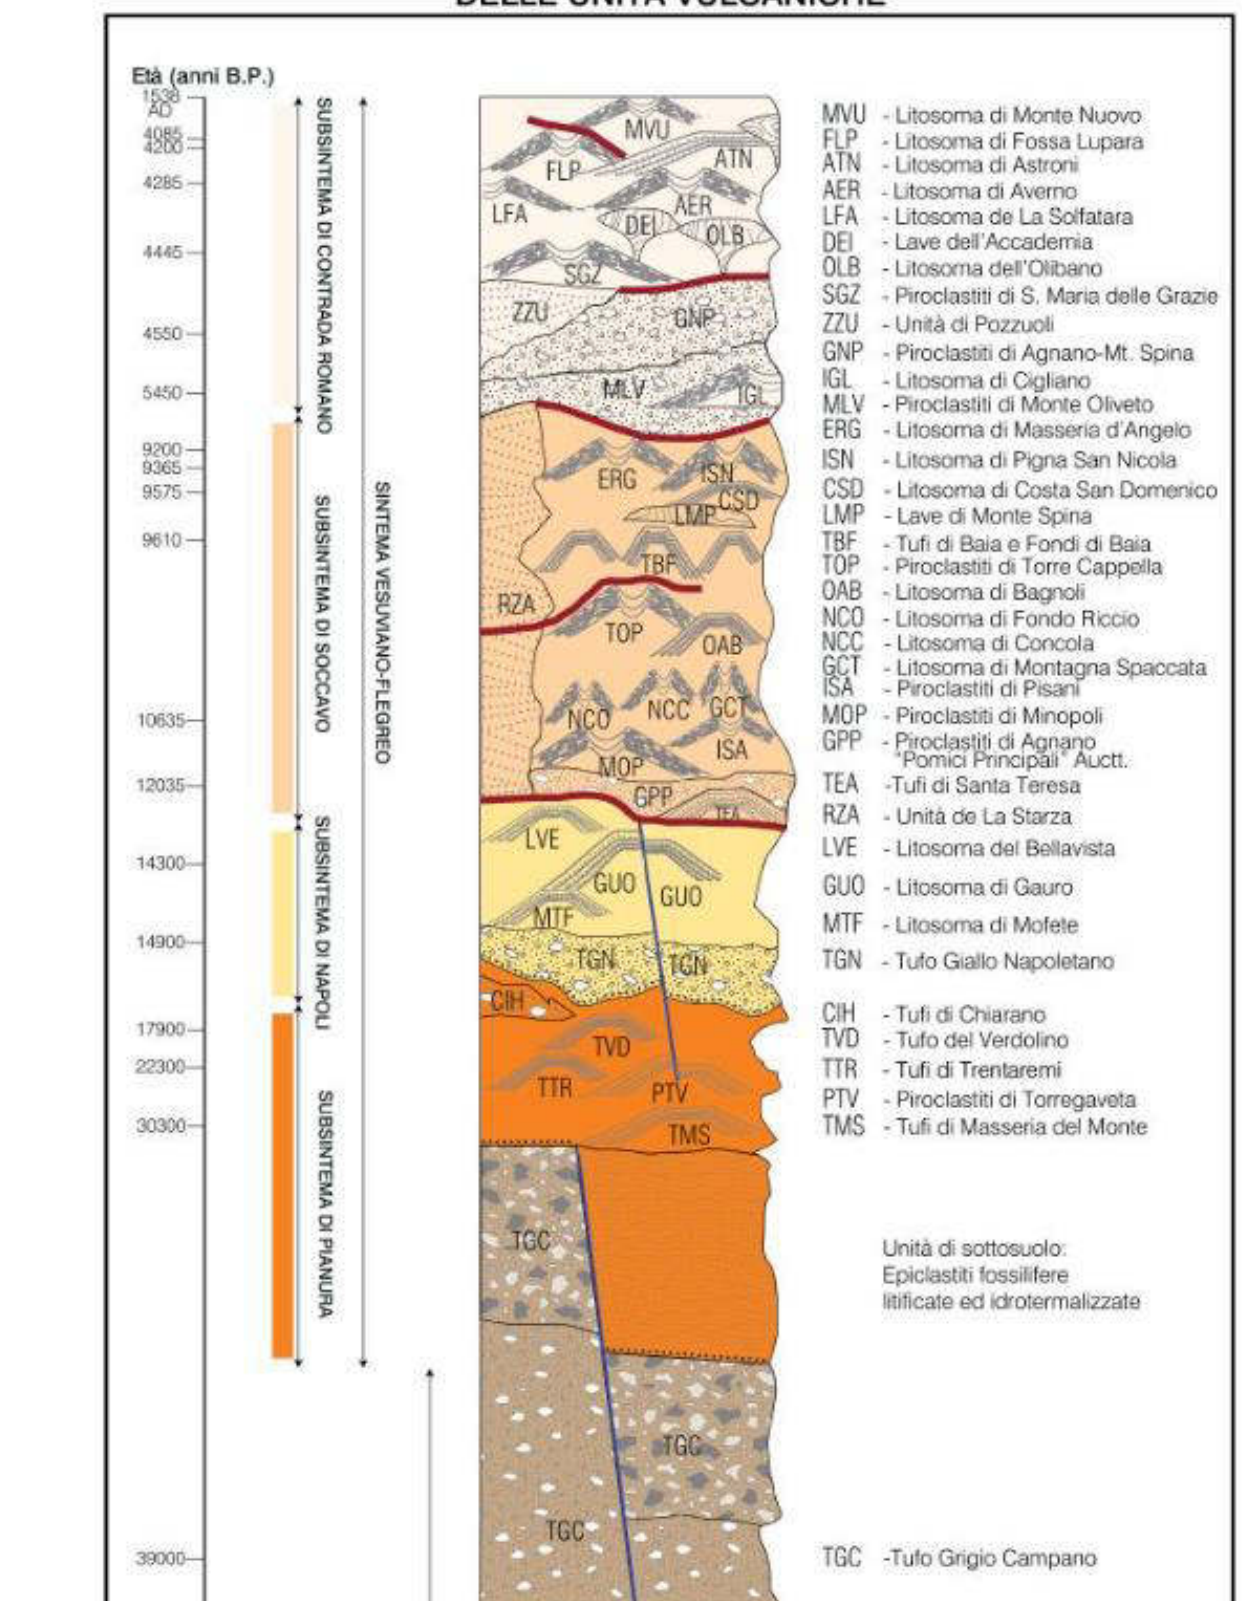 DELLE UNITÀ VULCANICHE
Età (anni B.P.)
1538
AD
4085
4200
4285
4445
4550
5450
9200
9365
9575
9610
10635
12035
14300
14900
17900
22300
30300
39000
SUBSINTEMA DI CONTRADA ROMANO
SUBSINTEMA DI SOCCAVO
SUBSINTEMA DI NAPOLI
SUBSINTEMA DI PIANURA
SINTEMA VESUVIANO-FLEGREO
MVU
FLP
ATN
LFA
AER
DEI
OLB
SGZ
ZZU
GNP
MLV
IGL
ERG
ISN
CSD
LMP
TBF
RZA
TOP
OAB
NCO
NCC
GCT
ISA
MOP
GPP
TEA
LVE
GUO
GUO
MTF
TGN
TGN
CIH
TVD
TTR
PTV
TMS
TGC
TGC
TGC
MVU - Litosoma di Monte Nuovo
FLP - Litosoma di Fossa Lupara
ATN - Litosoma di Astroni
AER - Litosoma di Averno
LFA - Litosoma de La Solfatara
DEI - Lave dell'Accademia
OLB - Litosoma dell'Olibano
SGZ - Piroclastiti di S. Maria delle Grazie
ZZU - Unità di Pozzuoli
GNP - Piroclastiti di Agnano-Mt. Spina
IGL - Litosoma di Cigliano
MLV - Piroclastiti di Monte Oliveto
ERG - Litosoma di Masseria d'Angelo
ISN - Litosoma di Pigna San Nicola
CSD - Litosoma di Costa San Domenico
LMP - Lave di Monte Spina
TBF - Tufi di Baia e Fondi di Baia
TOP - Piroclastiti di Torre Cappella
OAB - Litosoma di Bagnoli
NCO - Litosoma di Fondo Riccio
NCC - Litosoma di Concola
GCT - Litosoma di Montagna Spaccata
ISA - Piroclastiti di Pisani
MOP - Piroclastiti di Minopoli
GPP - Piroclastiti di Agnano
"Pomici Principali" Auctt.
TEA -Tufi di Santa Teresa
RZA - Unità de La Starza
LVE - Litosoma del Bellavista
GUO - Litosoma di Gauro
MTF - Litosoma di Mofete
TGN - Tufo Giallo Napoletano
CIH - Tufi di Chiarano
TVD - Tufo del Verdolino
TTR - Tufi di Trentaremi
PTV - Piroclastiti di Torregaveta
TMS - Tufi di Masseria del Monte
Unità di sottosuolo:
Epiclastiti fossilifere
litificate ed idrotermalizzate
TGC -Tufo Grigio Campano